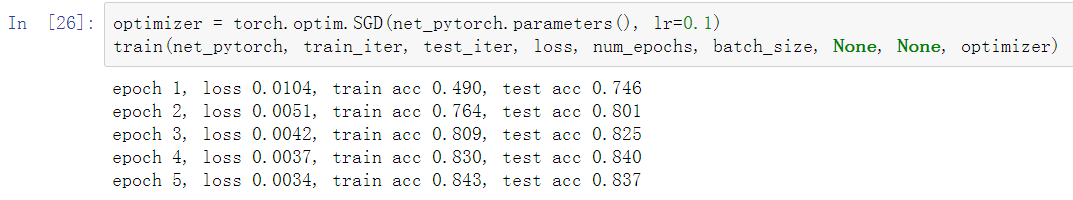 In [26]: optimizer = torch.optim.SGD(net_pytorch.parameters(), lr=0.1)
train(net_pytorch, train_iter, test_iter, loss, num_epochs, batch_size, None, None, optimizer)
epoch 1, loss 0.0104, train acc 0.490, test acc 0.746
epoch 2, loss 0.0051, train acc 0.764, test acc 0.801
epoch 3, loss 0.0042, train acc 0.809, test acc 0.825
epoch 4, loss 0.0037, train acc 0.830, test acc 0.840
epoch 5, loss 0.0034, train acc 0.843, test acc 0.837